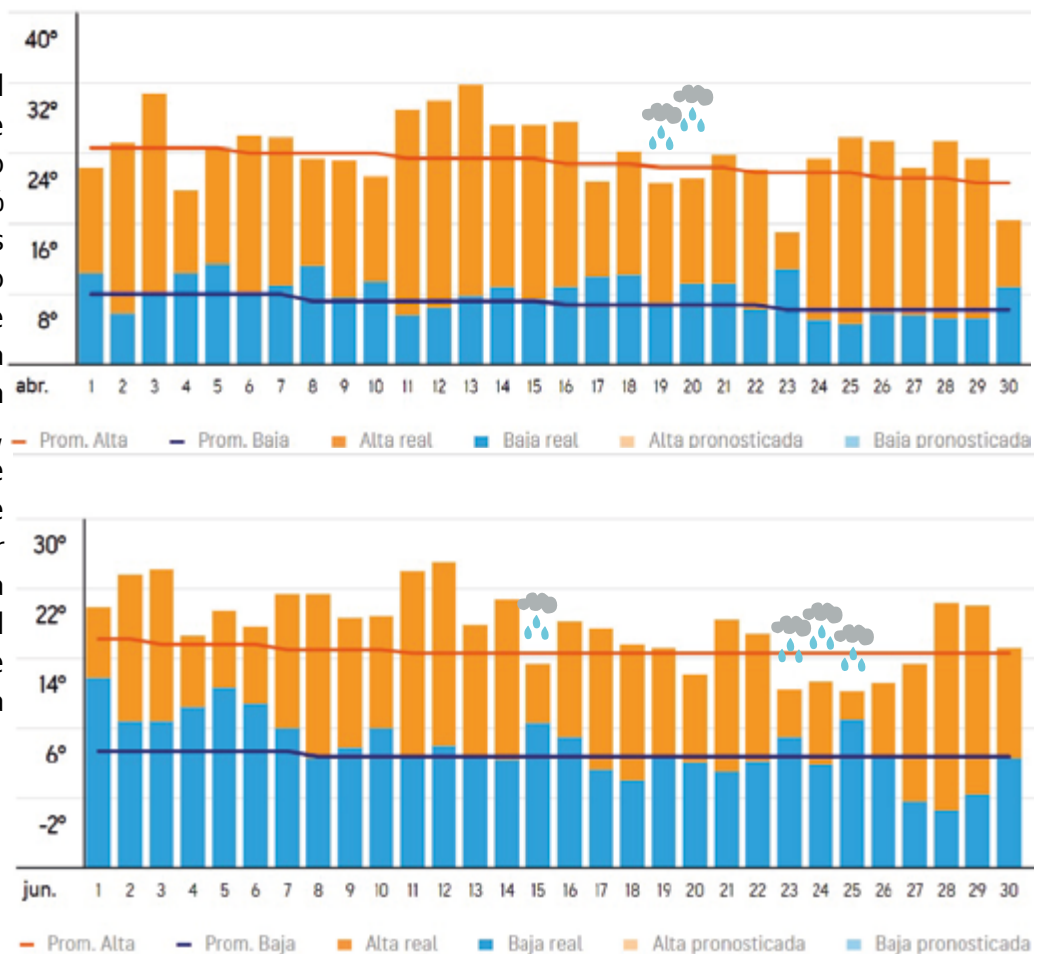 40°
32°
24°
16°
8°
abr. 1 2 3 4 5 6 7 8 9 10 11 12 13 14 15 16 17 18 19 20 21 22 23 24 25 26 27 28 29 30
Prom. Alta Prom. Baja Alta real Baja real Alta pronosticada Baja pronosticada
30°
22°
14°
6°
-2°
jun. 1 2 3 4 5 6 7 8 9 10 11 12 13 14 15 16 17 18 19 20 21 22 23 24 25 26 27 28 29 30
Prom. Alta Prom. Baja Alta real Baja real Alta pronosticada Baja pronosticada